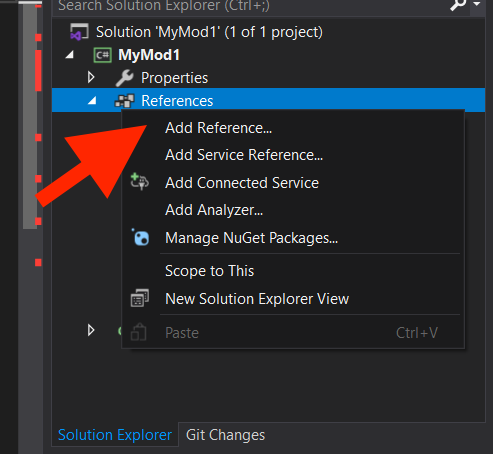 Search Solution Explorer (Ctrl+;)
Solution 'MyMod1' (1 of 1 project)
C# MyMod1
Properties
References
Add Reference...
Add Service Reference...
Add Connected Service
Add Analyzer...
Manage NuGet Packages...
Scope to This
New Solution Explorer View
Paste Ctrl+V
Solution Explorer Git Changes